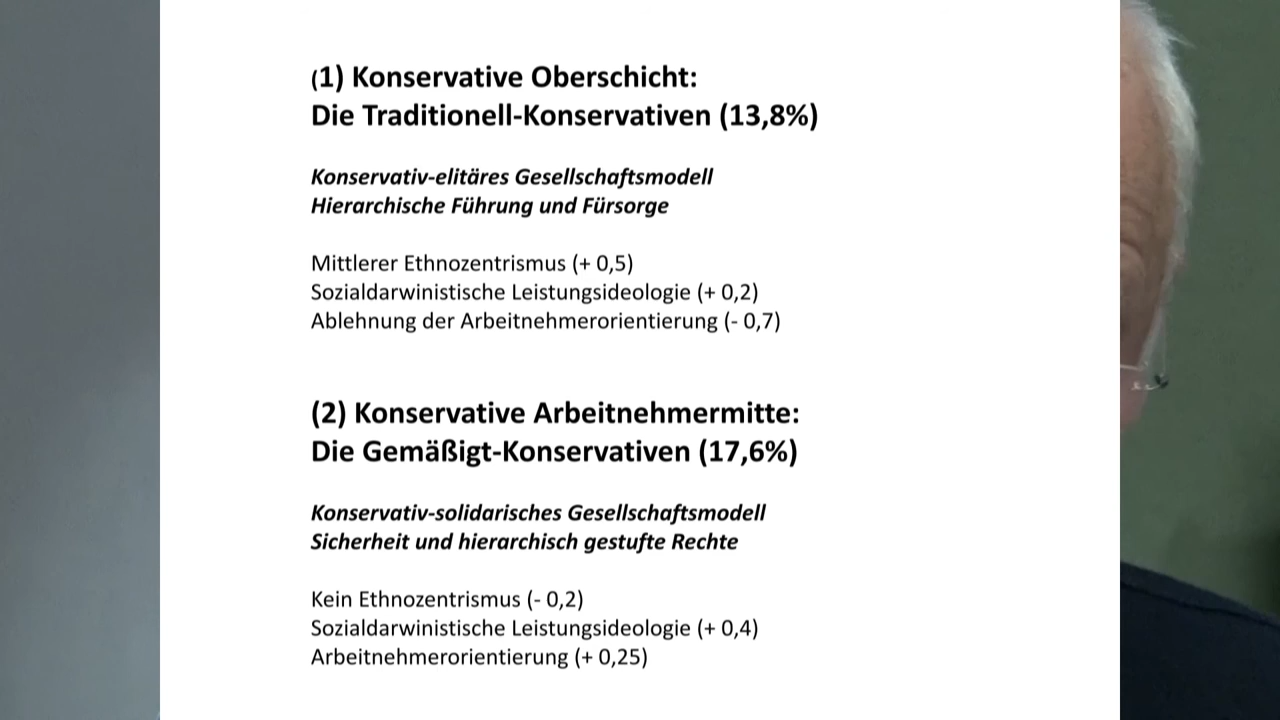 (1) Konservative Oberschicht:
Die Traditionell-Konservativen (13,8%)
Konservativ-elitäres Gesellschaftsmodell
Hierarchische Führung und Fürsorge
Mittlerer Ethnozentrismus (+ 0,5)
Sozialdarwinistische Leistungsideologie (+ 0,2)
Ablehnung der Arbeitnehmerorientierung (- 0,7)
(2) Konservative Arbeitnehmermitte:
Die Gemäßigt-Konservativen (17,6%)
Konservativ-solidarisches Gesellschaftsmodell
Sicherheit und hierarchisch gestufte Rechte
Kein Ethnozentrismus (- 0,2)
Sozialdarwinistische Leistungsideologie (+ 0,4)
Arbeitnehmerorientierung (+ 0,25)